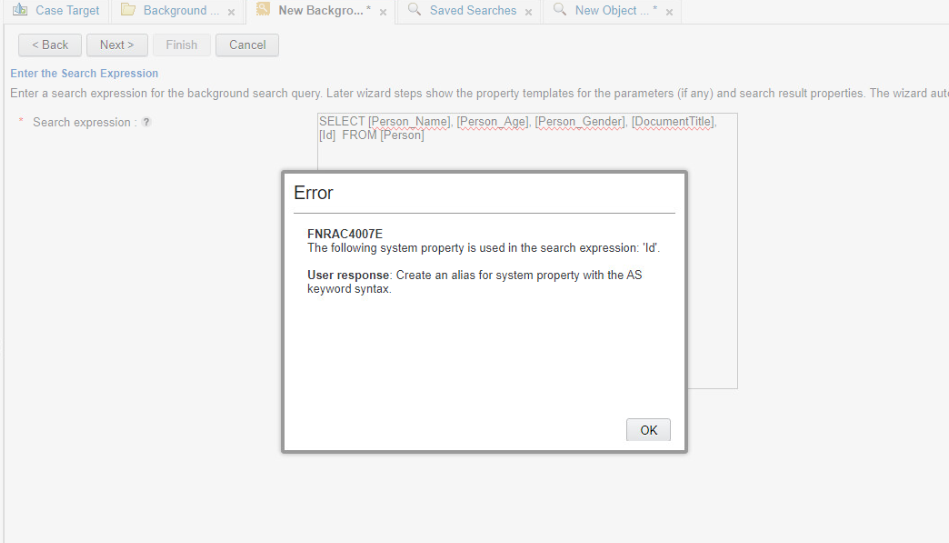 Case Target Background ... New Backgro... * Saved Searches New Object ... *
< Back Next > Finish Cancel
Enter the Search Expression
Enter a search expression for the background search query. Later wizard steps show the property templates for the parameters (if any) and search result properties. The wizard aut
* Search expression : ? SELECT [Person_Name], [Person_Age], [Person_Gender], [DocumentTitle],
[Id] FROM [Person]
Error
FNRAC4007E
The following system property is used in the search expression: 'Id'.
User response: Create an alias for system property with the AS
keyword syntax.
OK